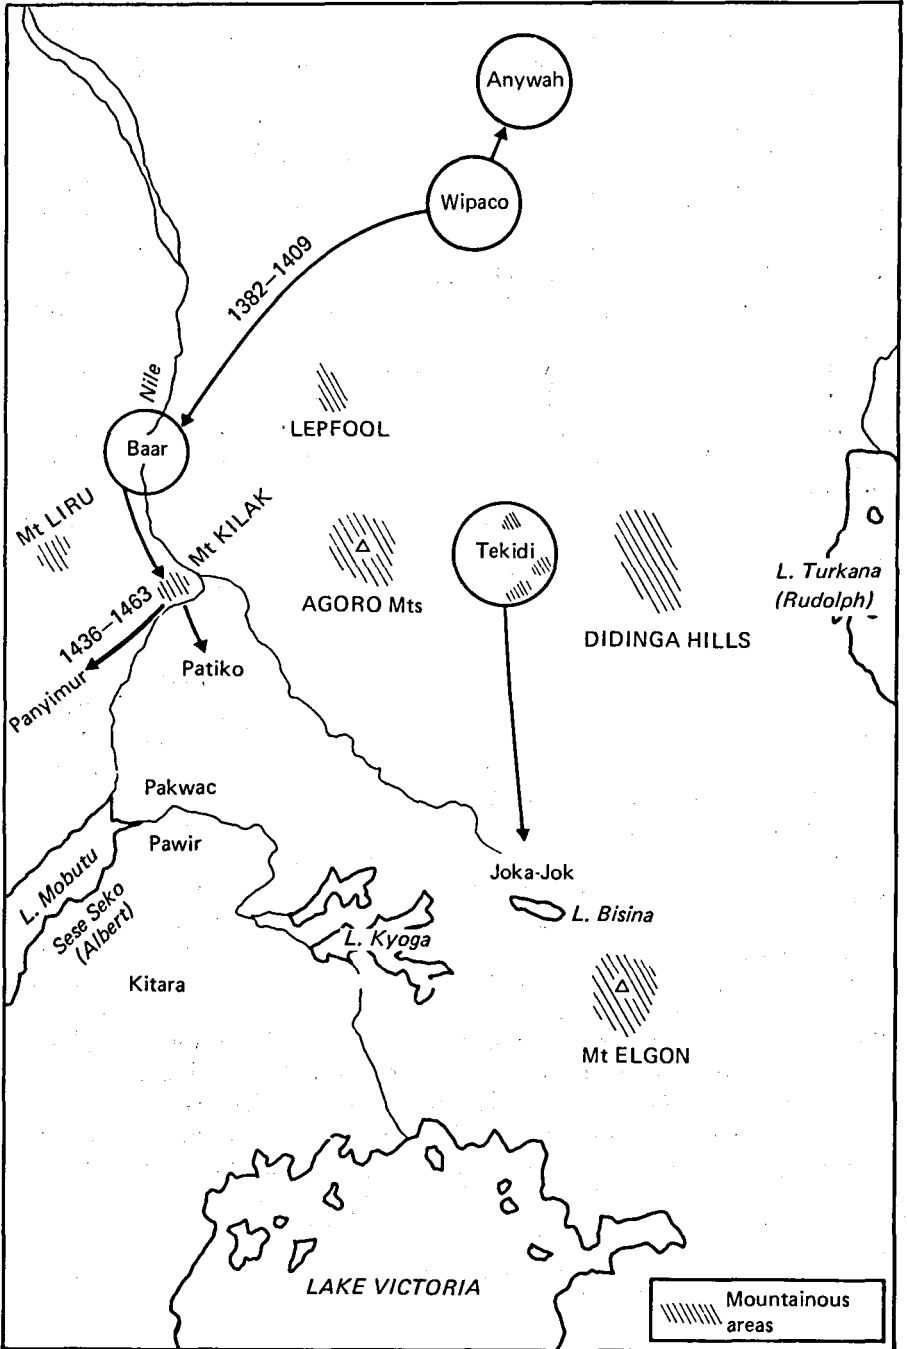 Anywah
Wipaco
1382–1409
Nile
LEPFOOL
Baar
Mt LIRU
Mt KILAK
Tekidi
AGORO Mts
DIDINGA HILLS
L. Turkana
(Rudolph)
1436–1463
Panyimur
Patiko
Pakwac
Pawir
L. Mobutu
Sese Seko
(Albert)
Joka-Jok
L. Bisina
L. Kyoga
Kitara
Mt ELGON
LAKE VICTORIA
Mountainous
areas